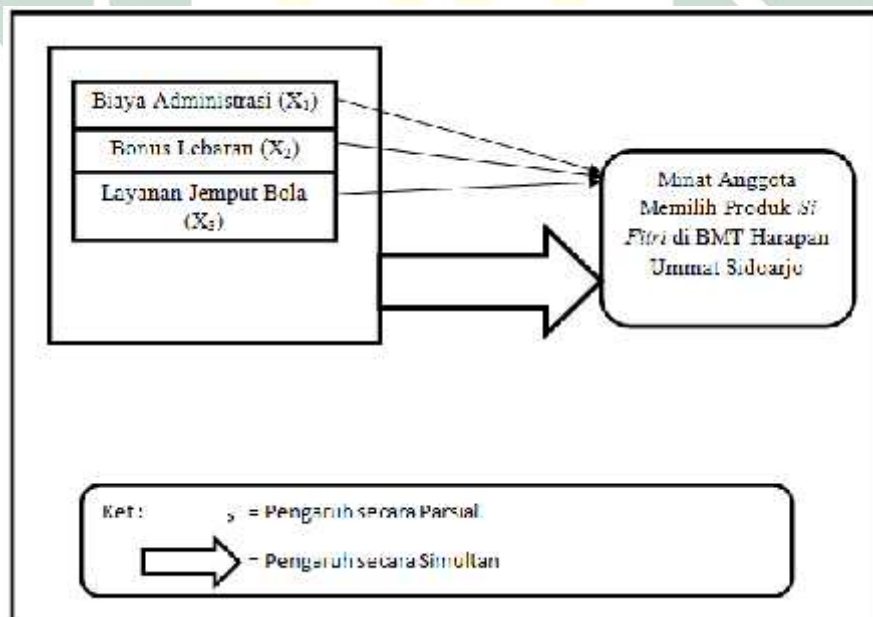 Biaya Administrasi (X₁)
Bonus Lebaran (X₂)
Layanan Jemput Bola
(X₃)
Minat Anggota
Memilih Produk Si
Fitri di BMT Harapan
Ummat Sidoarjo
Ket :
= Pengaruh secara Parsial
= Pengaruh secara Simultan